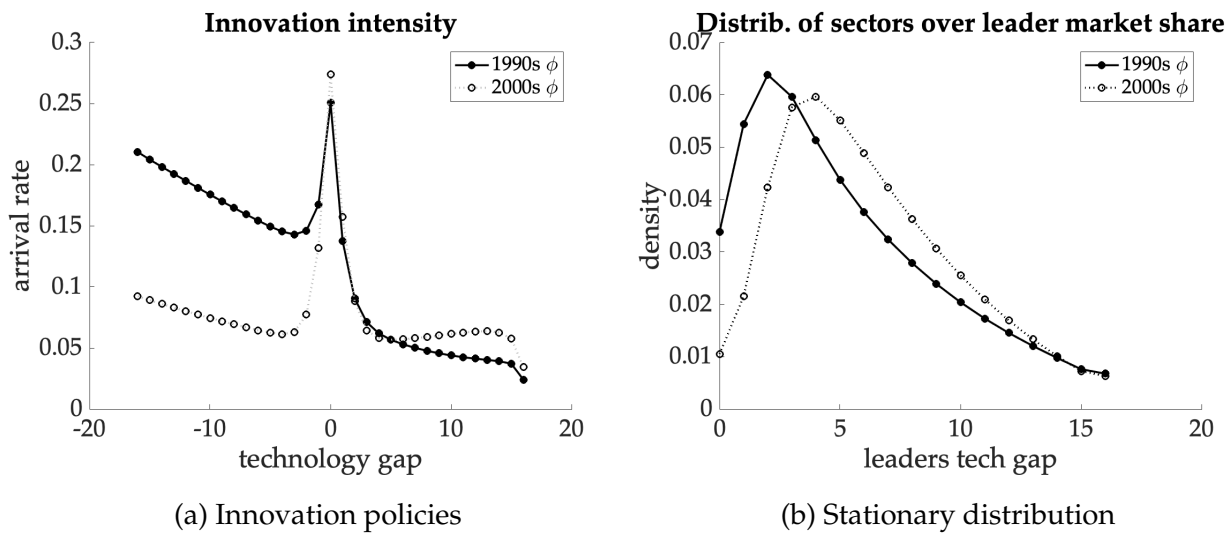 Innovation intensity
0.3
0.25
0.2
0.15
0.1
0.05
0
arrival rate
-20
-10
0
10
20
technology gap
1990s ϕ
2000s ϕ
(a) Innovation policies
Distrib. of sectors over leader market share
0.07
0.06
0.05
0.04
0.03
0.02
0.01
0
density
0
5
10
15
20
leaders tech gap
1990s ϕ
2000s ϕ
(b) Stationary distribution